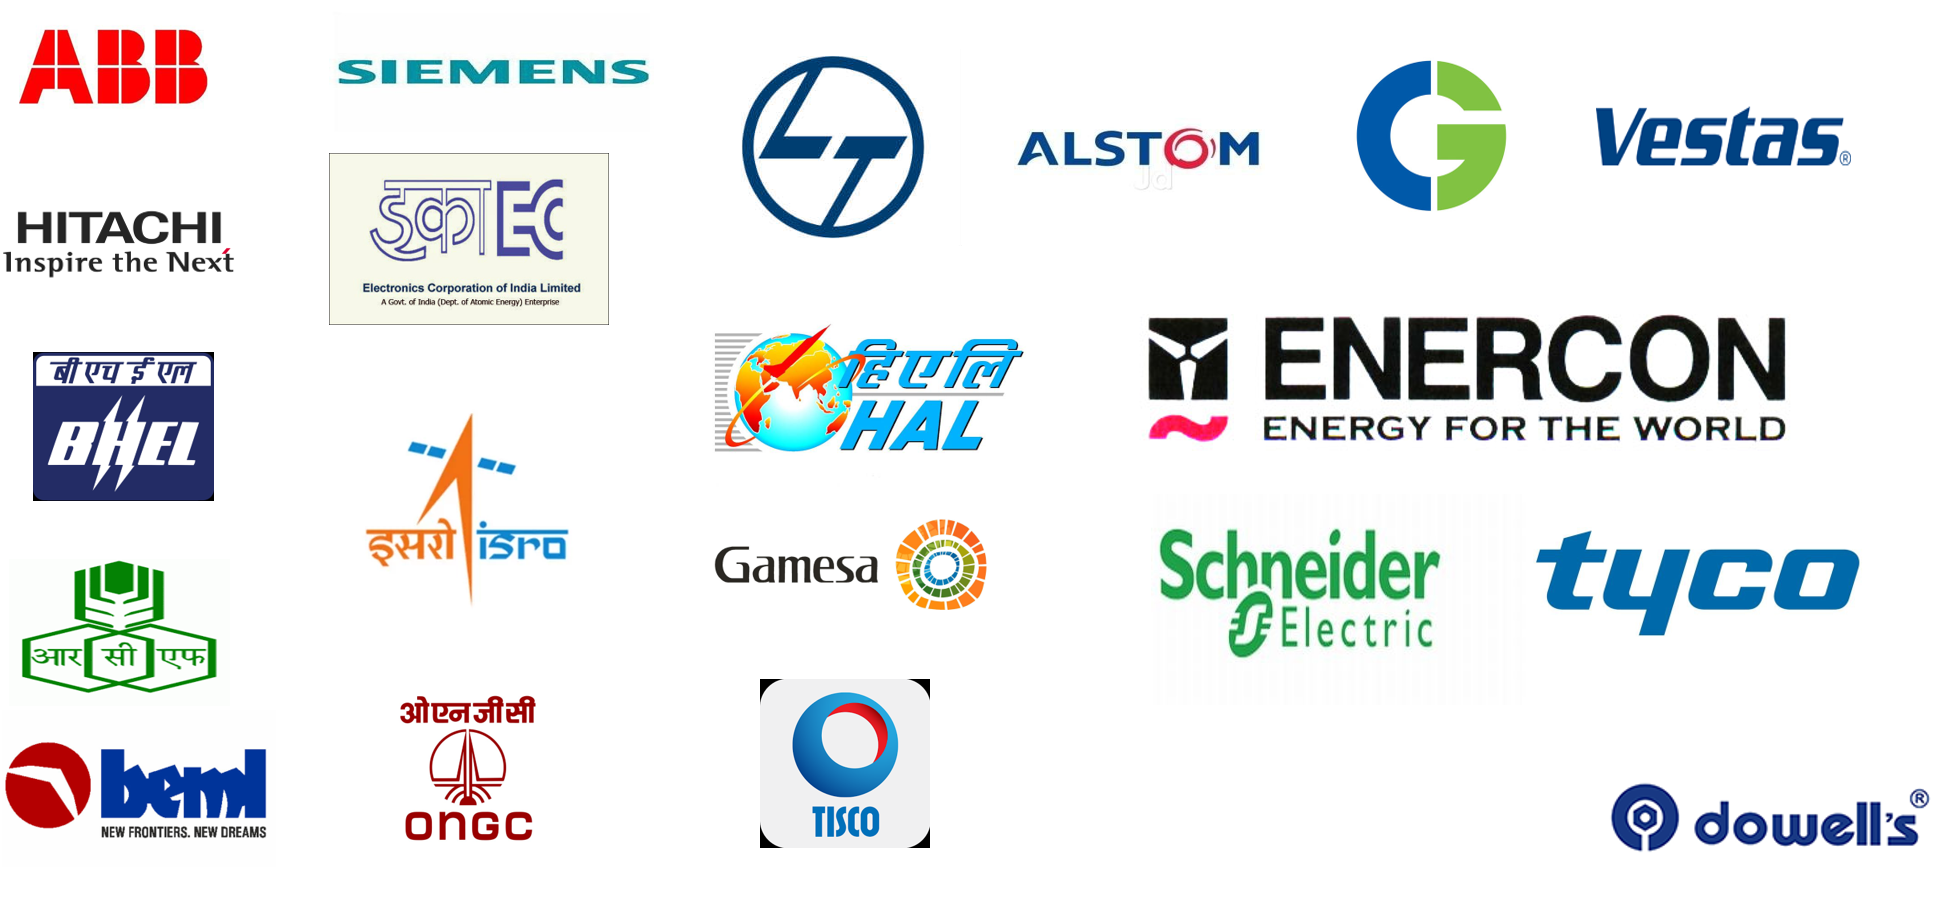 ABB
SIEMENS
LT
ALSTOM
Jd
G
Vestas®
HITACHI
Inspire the Next
इका EC
Electronics Corporation of India Limited
A Govt. of India (Dept. of Atomic Energy) Enterprise
बी एच ई एल
BHEL
हिएलि
HAL
ENERCON
ENERGY FOR THE WORLD
इसरो isro
Gamesa
Schneider
Electric
tyco
आर सी एफ
beml
NEW FRONTIERS. NEW DREAMS
ओएनजीसी
ONGC
TISCO
dowell's®